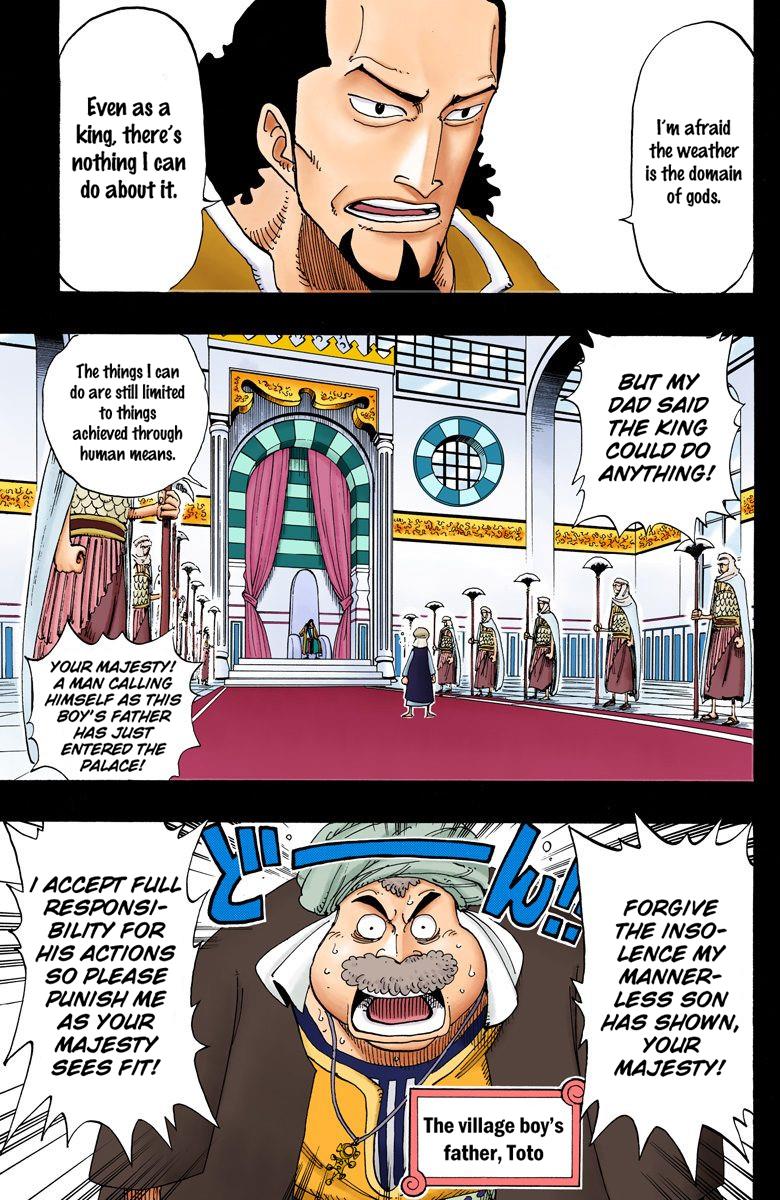 I'm afraid
the weather
is the domain
of gods.
Even as a
king, there's
nothing I can
do about it.
BUT MY
DAD SAID
THE KING
COULD DO
ANYTHING!
The things I can
do are still limited
to things
achieved through
human means.
YOUR MAJESTY!
A MAN CALLING
HIMSELF AS THIS
BOY'S FATHER
HAS JUST
ENTERED THE
PALACE!
FORGIVE
THE INSO-
LENCE MY
MANNER-
LESS SON
HAS SHOWN,
YOUR
MAJESTY!
どーん!!
I ACCEPT FULL
RESPONSI-
BILITY FOR
HIS ACTIONS
SO PLEASE
PUNISH ME
AS YOUR
MAJESTY
SEES FIT!
The village boy's
father, Toto